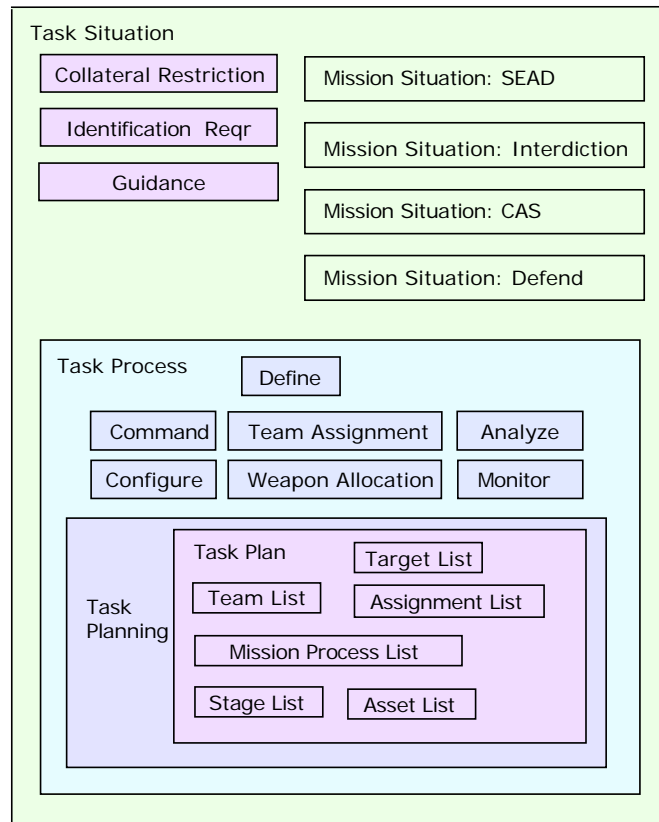 Task Situation
Collateral Restriction
Mission Situation: SEAD
Identification Reqr
Mission Situation: Interdiction
Guidance
Mission Situation: CAS
Mission Situation: Defend
Task Process
Define
Command
Team Assignment
Analyze
Configure
Weapon Allocation
Monitor
Task
Planning
Task Plan
Target List
Team List
Assignment List
Mission Process List
Stage List
Asset List